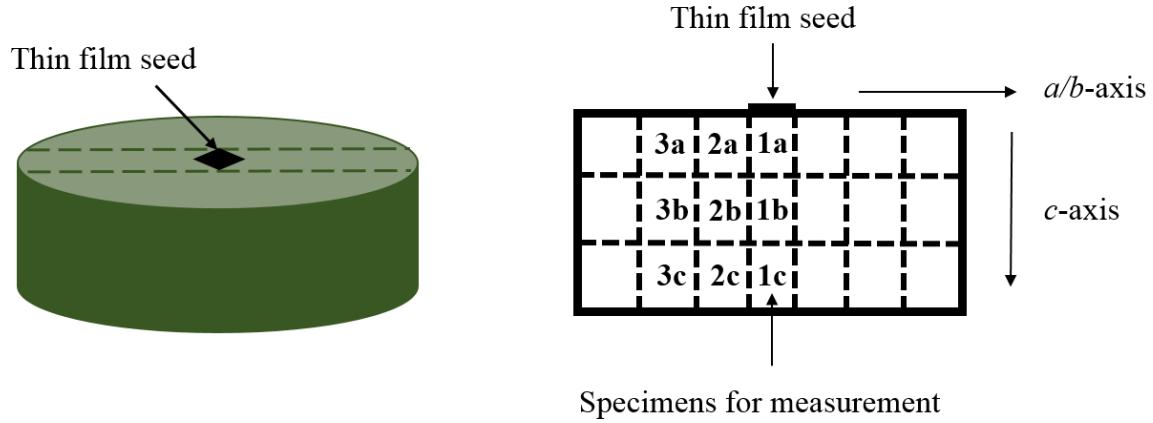 Thin film seed
Thin film seed
a/b-axis
3a 2a 1a
3b 2b 1b
c-axis
3c 2c 1c
Specimens for measurement